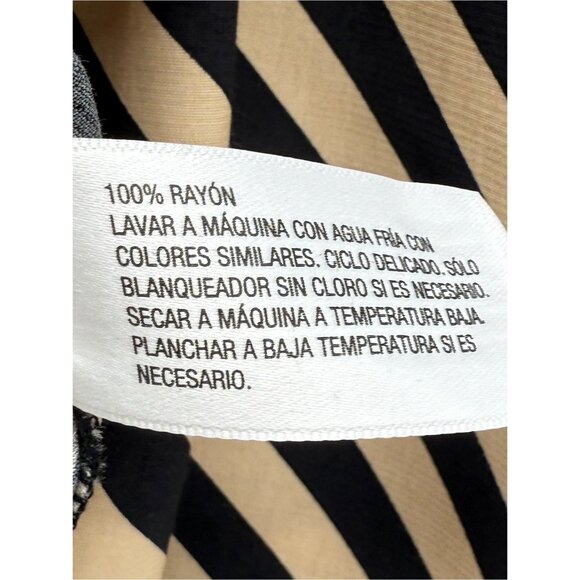 100% RAYÓN
LAVAR A MÁQUINA CON AGUA FRÍA CON
COLORES SIMILARES. CICLO DELICADO. SÓLO
BLANQUEADOR SIN CLORO SI ES NECESARIO.
SECAR A MÁQUINA A TEMPERATURA BAJA.
PLANCHAR A BAJA TEMPERATURA SI ES
NECESARIO.